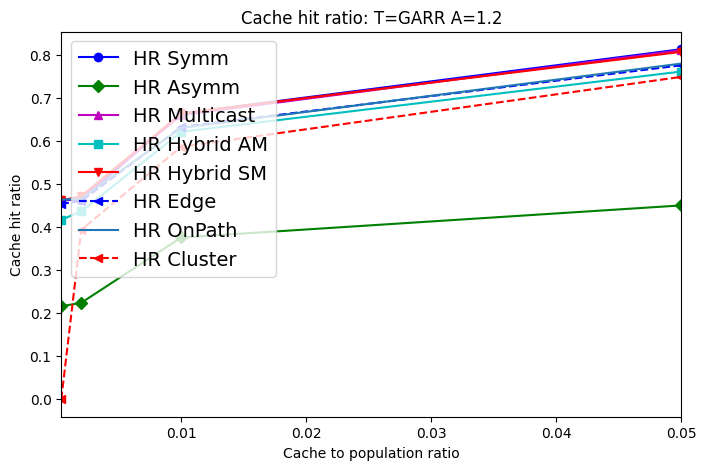 Cache hit ratio: T=GARR A=1.2
HR Symm
HR Asymm
HR Multicast
HR Hybrid AM
HR Hybrid SM
HR Edge
HR OnPath
HR Cluster
Cache hit ratio
0.8
0.7
0.6
0.5
0.4
0.3
0.2
0.1
0.0
0.01
0.02
0.03
0.04
0.05
Cache to population ratio